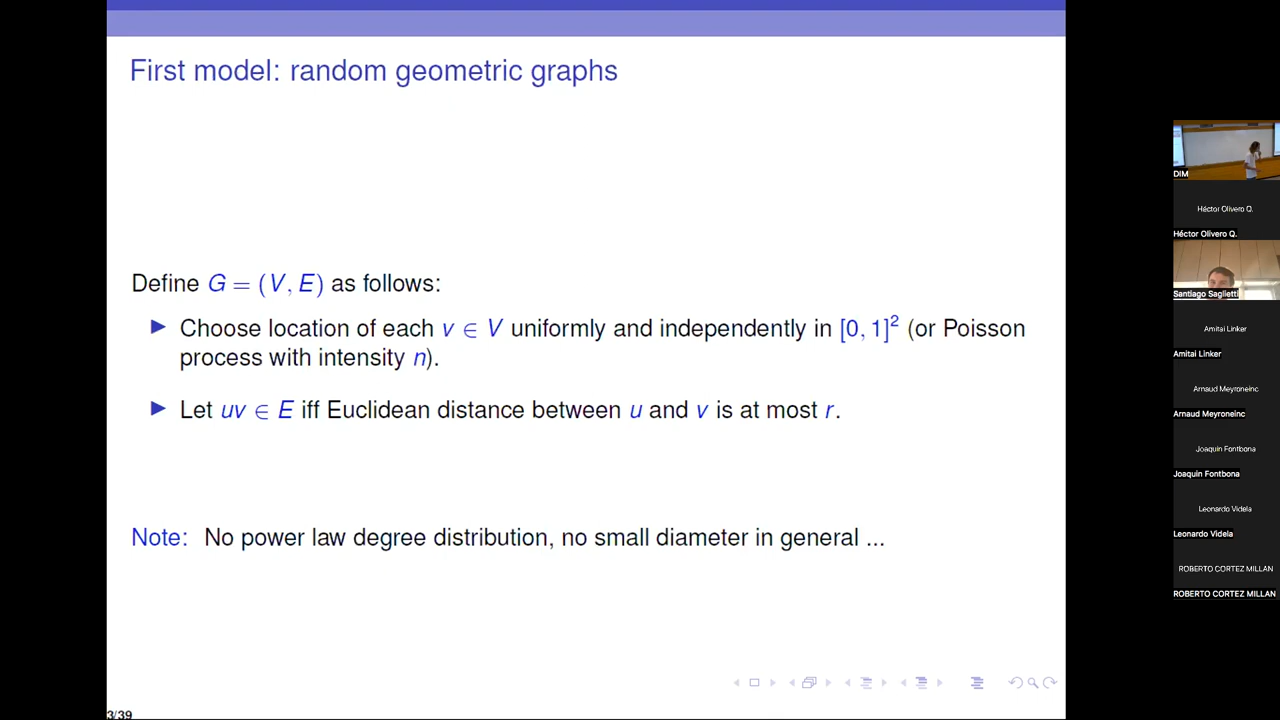 First model: random geometric graphs
Define G = (V, E) as follows:
▶ Choose location of each v ∈ V uniformly and independently in [0, 1]² (or Poisson
process with intensity n).
▶ Let uv ∈ E iff Euclidean distance between u and v is at most r.
Note: No power law degree distribution, no small diameter in general ...
3/39
DIM
Héctor Olivero Q.
Héctor Olivero Q.
Santiago Saglietti
Amitai Linker
Amitai Linker
Arnaud Meyroneinc
Arnaud Meyroneinc
Joaquin Fontbona
Joaquin Fontbona
Leonardo Videla
Leonardo Videla
ROBERTO CORTEZ MILLAN
ROBERTO CORTEZ MILLAN